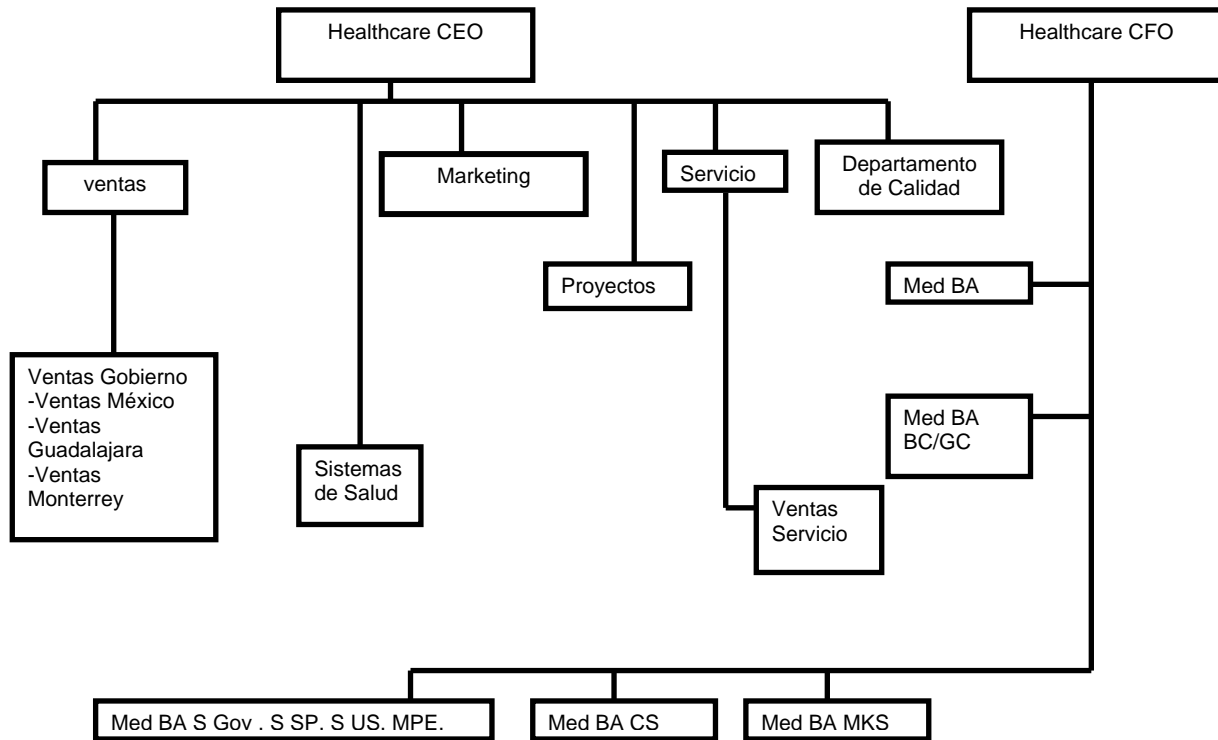 Healthcare CEO
Healthcare CFO
ventas
Marketing
Servicio
Departamento
de Calidad
Proyectos
Med BA
Ventas Gobierno
-Ventas México
-Ventas
Guadalajara
-Ventas
Monterrey
Sistemas
de Salud
Med BA
BC/GC
Ventas
Servicio
Med BA S Gov . S SP. S US. MPE.
Med BA CS
Med BA MKS